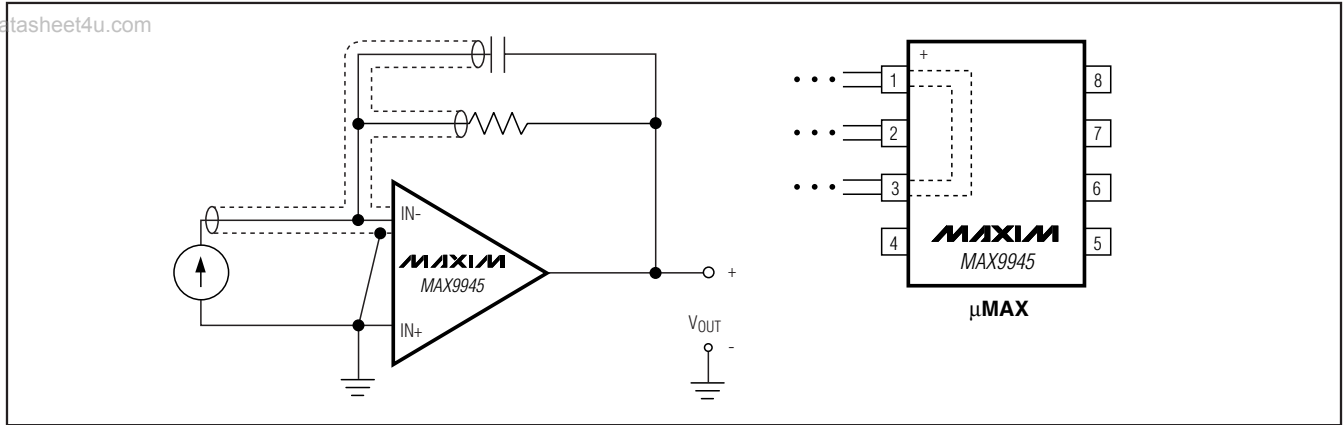 atasheet4u.com
IN-
MAXIM
MAX9945
IN+
+
VOUT
-
+
1
2
3
4
8
7
6
5
MAXIM
MAX9945
µMAX